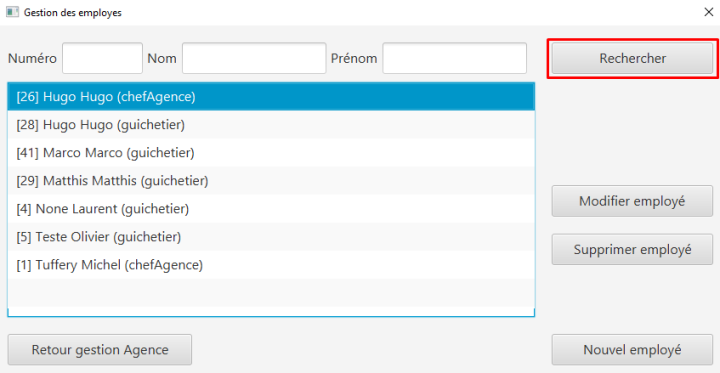 Gestion des employes
Numéro Nom Prénom Rechercher
[26] Hugo Hugo (chefAgence)
[28] Hugo Hugo (guichetier)
[41] Marco Marco (guichetier)
[29] Matthis Matthis (guichetier)
[4] None Laurent (guichetier)
[5] Teste Olivier (guichetier)
[1] Tuffery Michel (chefAgence)
Modifier employé
Supprimer employé
Retour gestion Agence
Nouvel employé